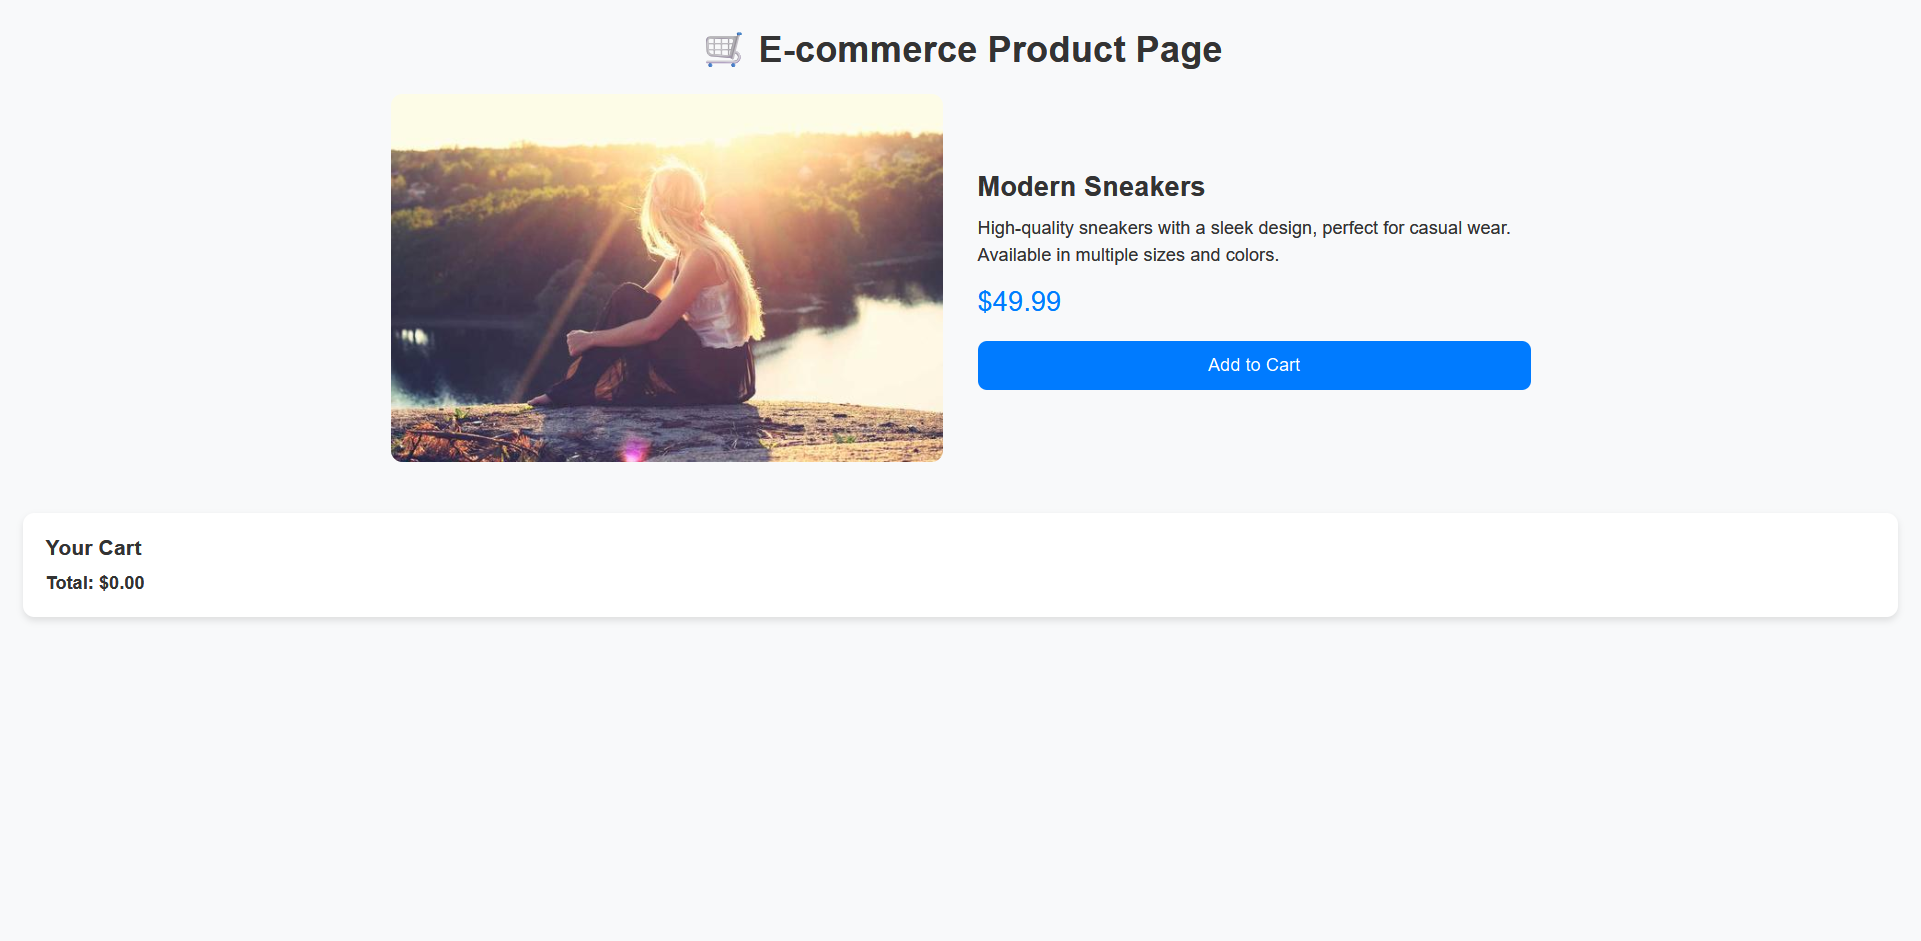 🛒 E-commerce Product Page
Modern Sneakers
High-quality sneakers with a sleek design, perfect for casual wear.
Available in multiple sizes and colors.
$49.99
Add to Cart
Your Cart
Total: $0.00